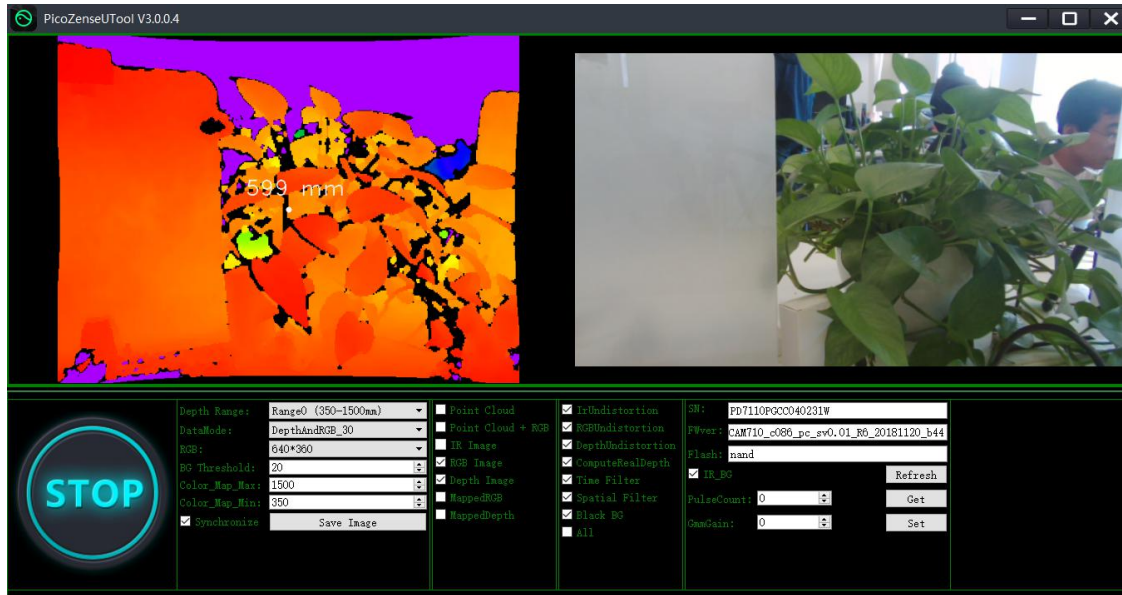 PicoZenseUTool V3.0.0.4
599 mm
STOP
Depth Range: Range0 (350-1500mm)
DataMode: DepthAndRGB_30
RGB: 640*360
BG Threshold: 20
Color_Map_Max: 1500
Color_Map_Min: 350
Synchronize Save Image
Point Cloud
Point Cloud + RGB
IR Image
RGB Image
Depth Image
MappedRGB
MappedDepth
IrUndistortion
RGBUndistortion
DepthUndistortion
ComputeRealDepth
Time Filter
Spatial Filter
Black BG
All
SN: PD7110PGCC040231W
FWver: CAM710_c086_pc_sv0.01_R6_20181120_b44
Flash: nand
IR_BG Refresh
PulseCount: 0 Get
GmmGain: 0 Set